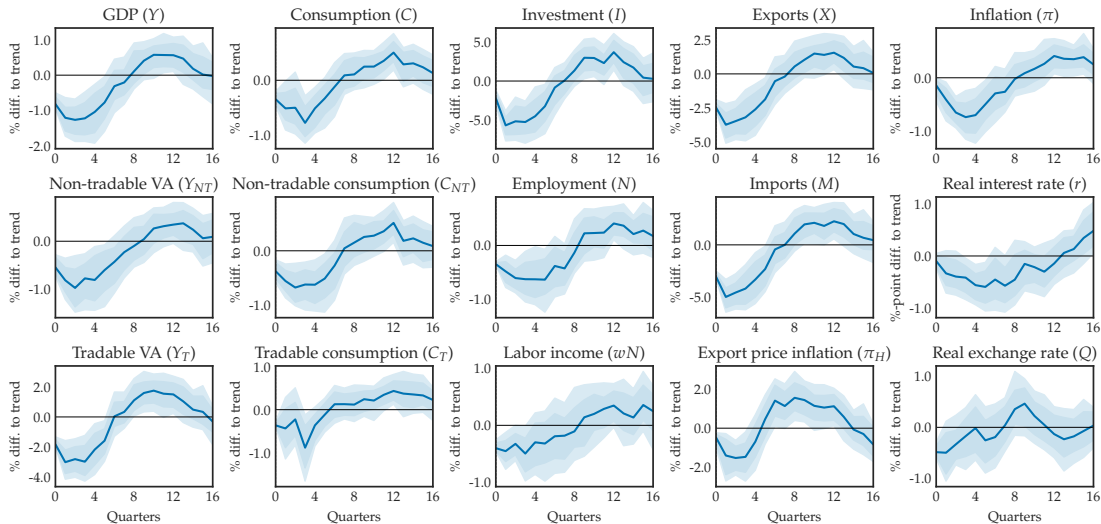 GDP (Y)
Consumption (C)
Investment (I)
Exports (X)
Inflation (π)
% diff. to trend
1.0
0.0
-1.0
-2.0
0 4 8 12 16
% diff. to trend
0.0
-1.0
0 4 8 12 16
% diff. to trend
5.0
0.0
-5.0
0 4 8 12 16
% diff. to trend
2.5
0.0
-2.5
-5.0
0 4 8 12 16
% diff. to trend
0.0
-1.0
0 4 8 12 16
Non-tradable VA (Y_NT)
Non-tradable consumption (C_NT)
Employment (N)
Imports (M)
Real interest rate (r)
% diff. to trend
0.0
-1.0
0 4 8 12 16
% diff. to trend
0.0
-1.0
0 4 8 12 16
% diff. to trend
0.0
-1.0
0 4 8 12 16
% diff. to trend
0.0
-5.0
0 4 8 12 16
%-point diff. to trend
0.0
-1.0
0 4 8 12 16
Tradable VA (Y_T)
Tradable consumption (C_T)
Labor income (wN)
Export price inflation (π_H)
Real exchange rate (Q)
% diff. to trend
2.0
0.0
-2.0
-4.0
0 4 8 12 16
Quarters
% diff. to trend
1.0
0.0
-1.0
0 4 8 12 16
Quarters
% diff. to trend
0.0
-1.0
0 4 8 12 16
Quarters
% diff. to trend
2.0
0.0
-2.0
0 4 8 12 16
Quarters
% diff. to trend
1.0
0.0
-1.0
0 4 8 12 16
Quarters